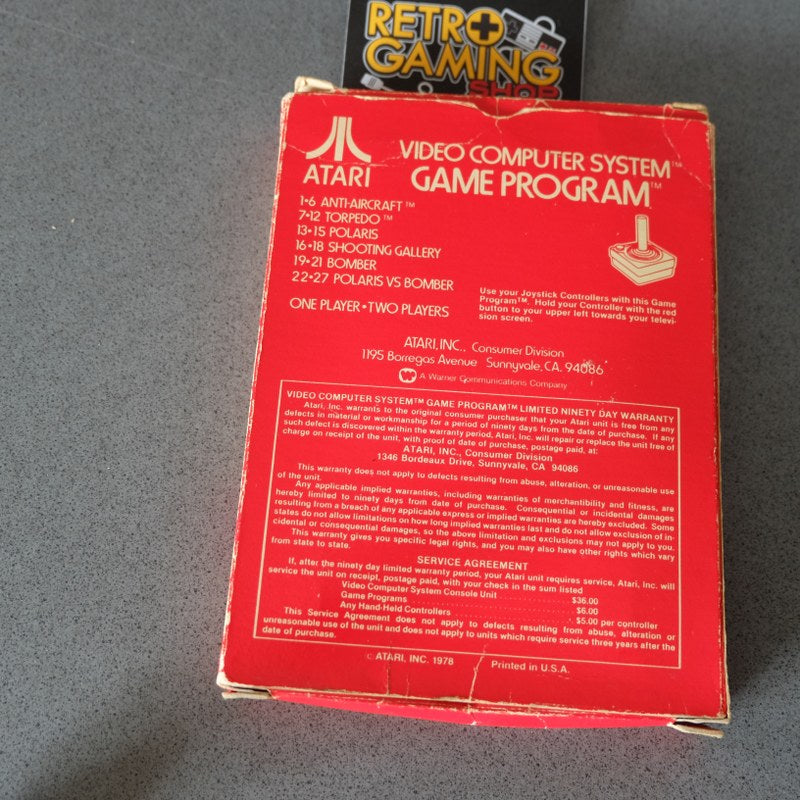 RETRO
GAMING
SHOP
ATARI
VIDEO COMPUTER SYSTEM™
GAME PROGRAM™
1•6 ANTI-AIRCRAFT™
7•12 TORPEDO™
13•15 POLARIS
16•18 SHOOTING GALLERY
19•21 BOMBER
22•27 POLARIS VS BOMBER
ONE PLAYER•TWO PLAYERS
Use your Joystick Controllers with this Game
Program™. Hold your Controller with the red
button to your upper left towards your televi-
sion screen.
ATARI, INC., Consumer Division
1195 Borregas Avenue Sunnyvale, CA. 94086
A Warner Communications Company
VIDEO COMPUTER SYSTEM™ GAME PROGRAM™ LIMITED NINETY DAY WARRANTY
Atari, Inc. warrants to the original consumer purchaser that your Atari unit is free from any
defects in material or workmanship for a period of ninety days from the date of purchase. If any
such defect is discovered within the warranty period, Atari, Inc. will repair or replace the unit free of
charge on receipt of the unit, with proof of date of purchase, postage paid, at:
ATARI, INC., Consumer Division
1346 Bordeaux Drive, Sunnyvale, CA 94086
This warranty does not apply to defects resulting from abuse, alteration, or unreasonable use
of the unit.
Any applicable implied warranties, including warranties of merchantibility and fitness, are
hereby limited to ninety days from date of purchase. Consequential or incidental damages
resulting from a breach of any applicable express or implied warranties are hereby excluded. Some
states do not allow limitations on how long implied warranties last and do not allow exclusion of in-
cidental or consequential damages, so the above limitation and exclusions may not apply to you.
This warranty gives you specific legal rights, and you may also have other rights which vary
from state to state.
SERVICE AGREEMENT
If, after the ninety day limited warranty period, your Atari unit requires service, Atari, Inc. will
service the unit on receipt, postage paid, with your check in the sum listed
Video Computer System Console Unit ........ $36.00
Game Programs ........ $6.00
Any Hand-Held Controllers ........ $5.00 per controller
This Service Agreement does not apply to defects resulting from abuse, alteration or
unreasonable use of the unit and does not apply to units which require service three years after the
date of purchase.
© ATARI, INC. 1978 Printed in U.S.A.